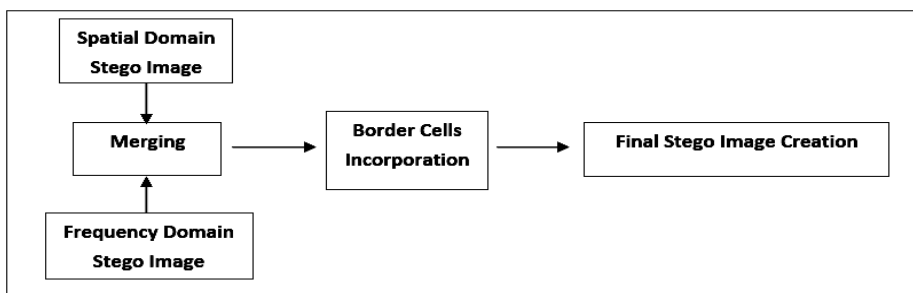 Spatial Domain
Stego Image
Merging
Border Cells
Incorporation
Final Stego Image Creation
Frequency Domain
Stego Image